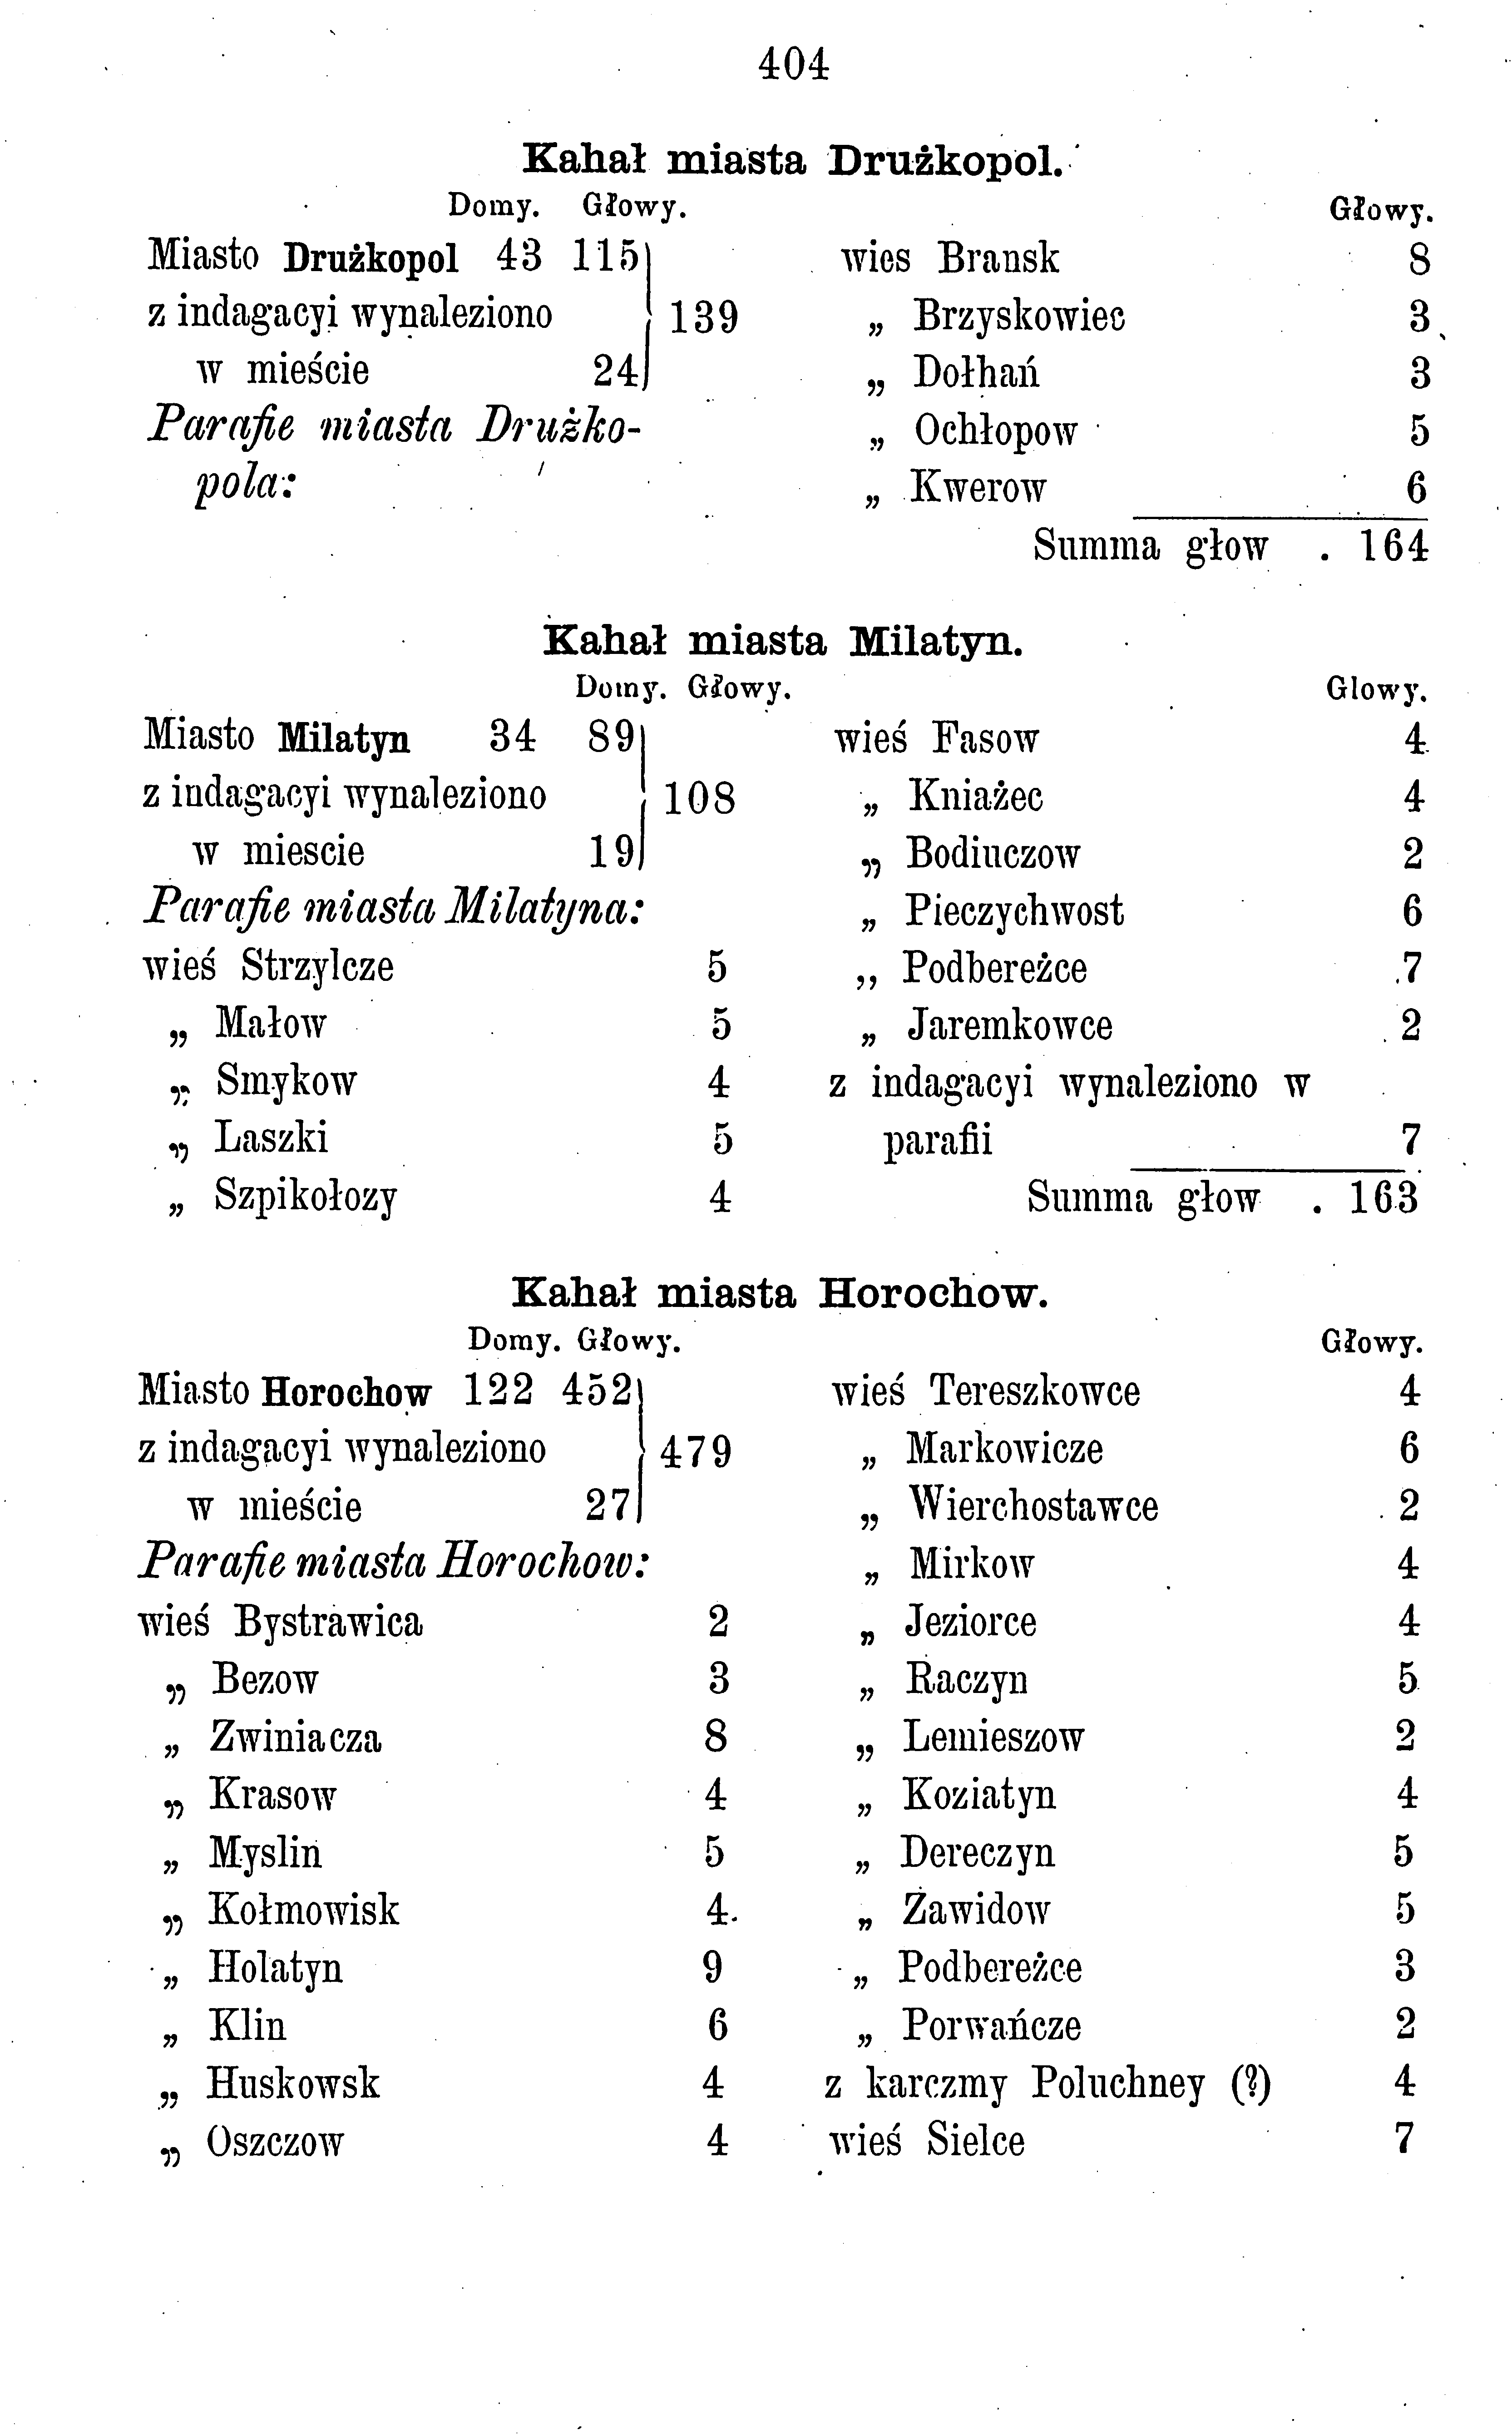 404
Kahał miasta Drużkopol.
Domy. Głowy.
Miasto Drużkopol 43 115
z indagacyi wynaleziono 139
w mieście 24
Parafie miasta Drużko-
pola:
Głowy.
wies Bransk 8
„ Brzyskowiec 3
„ Dołhań 3
„ Ochłopow 5
„ Kwerow 6
Summa głow . 164
Kahał miasta Milatyn.
Domy. Głowy.
Miasto Milatyn 34 89
z indagacyi wynaleziono 108
w miescie 19
Parafie miasta Milatyna:
wieś Strzylcze 5
„ Małow 5
„ Smykow 4
„ Laszki 5
„ Szpikołozy 4
Glowy.
wieś Fasow 4
„ Kniażec 4
„ Bodiuczow 2
„ Pieczychwost 6
„ Podbereżce 7
„ Jaremkowce 2
z indagacyi wynaleziono w
parafii 7
Summa głow . 163
Kahał miasta Horochow.
Domy. Głowy.
Miasto Horochow 122 452
z indagacyi wynaleziono 479
w mieście 27
Parafie miasta Horochow:
wieś Bystrawica 2
„ Bezow 3
„ Zwiniacza 8
„ Krasow 4
„ Myslin 5
„ Kołmowisk 4
„ Holatyn 9
„ Klin 6
„ Huskowsk 4
„ Oszczow 4
Głowy.
wieś Tereszkowce 4
„ Markowicze 6
„ Wierchostawce 2
„ Mirkow 4
„ Jeziorce 4
„ Raczyn 5
„ Lemieszow 2
„ Koziatyn 4
„ Dereczyn 5
„ Zawidow 5
„ Podbereżce 3
„ Porwańcze 2
z karczmy Poluchney (?) 4
wieś Sielce 7